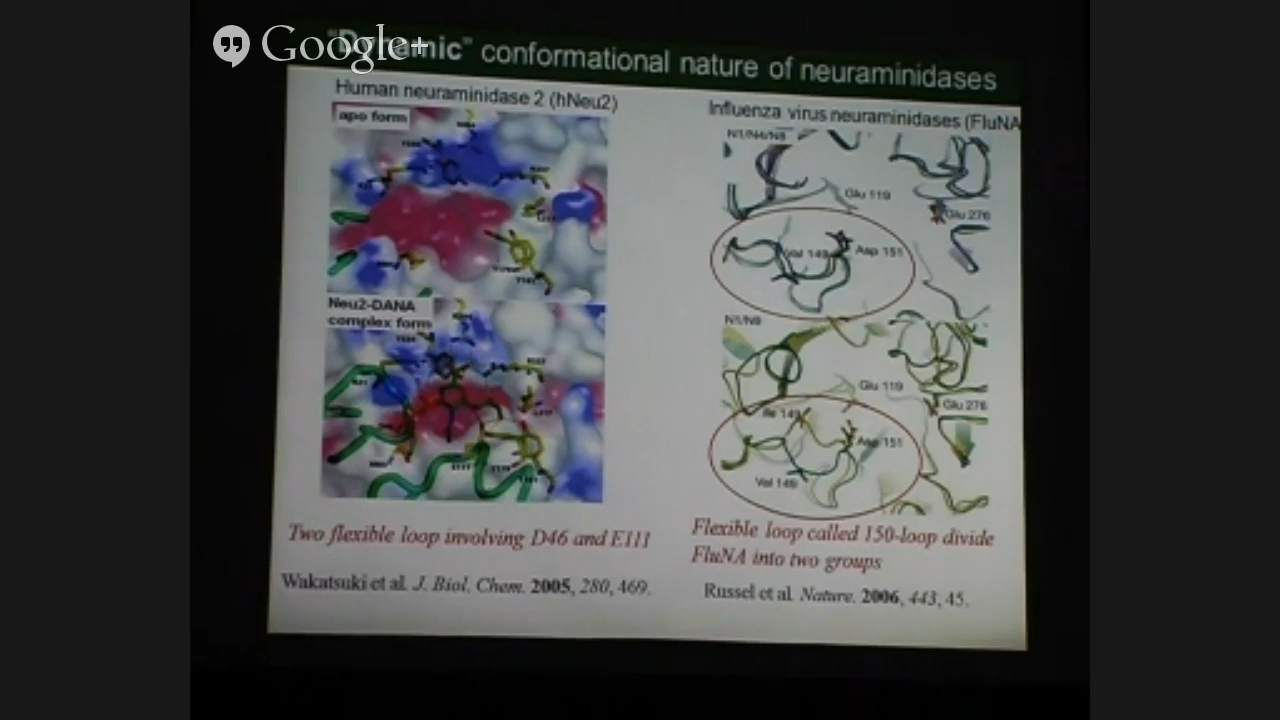 Google+
"Dynamic" conformational nature of neuraminidases
Human neuraminidase 2 (hNeu2)
apo form
Neu2-DANA
complex form
Two flexible loop involving D46 and E111
Wakatsuki et al. J. Biol. Chem. 2005, 280, 469.
Influenza virus neuraminidases (FluNA
N1/N4/N8
Glu 119
Glu 276
Val 149
Asp 151
N1/N9
Glu 119
Glu 276
Ile 149
Asp 151
Val 149
Flexible loop called 150-loop divide
FluNA into two groups
Russel et al. Nature. 2006, 443, 45.